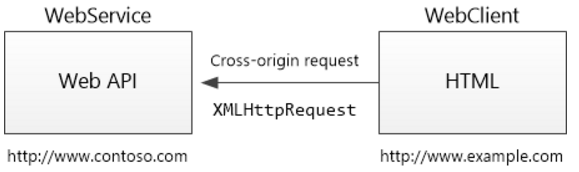 WebService
WebClient
Web API
Cross-origin request
XMLHttpRequest
HTML
http://www.contoso.com
http://www.example.com